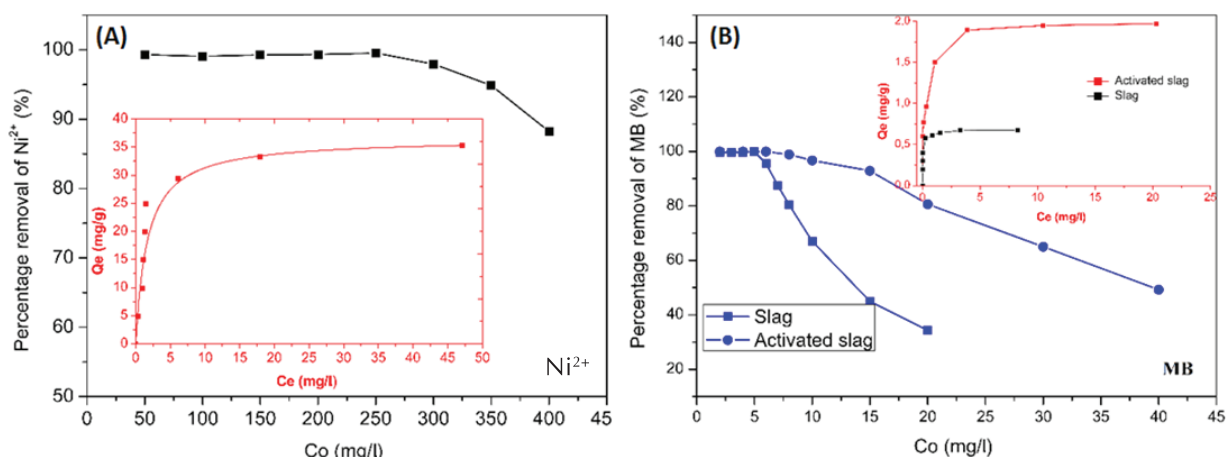 (A)
Percentage removal of Ni²⁺ (%)
100
90
80
70
60
50
0 50 100 150 200 250 300 350 400 45
Co (mg/l)
Qe (mg/g)
40
35
30
25
20
15
10
5
0
0 5 10 15 20 25 30 35 40 45 50
Ce (mg/l)
Ni²⁺
(B)
Percentage removal of MB (%)
140
120
100
80
60
40
20
0 5 10 15 20 25 30 35 40 45
Co (mg/l)
Slag
Activated slag
MB
Qe (mg/g)
2.0
1.5
1.0
0.5
0.0
0 5 10 15 20 25
Ce (mg/l)
Activated slag
Slag